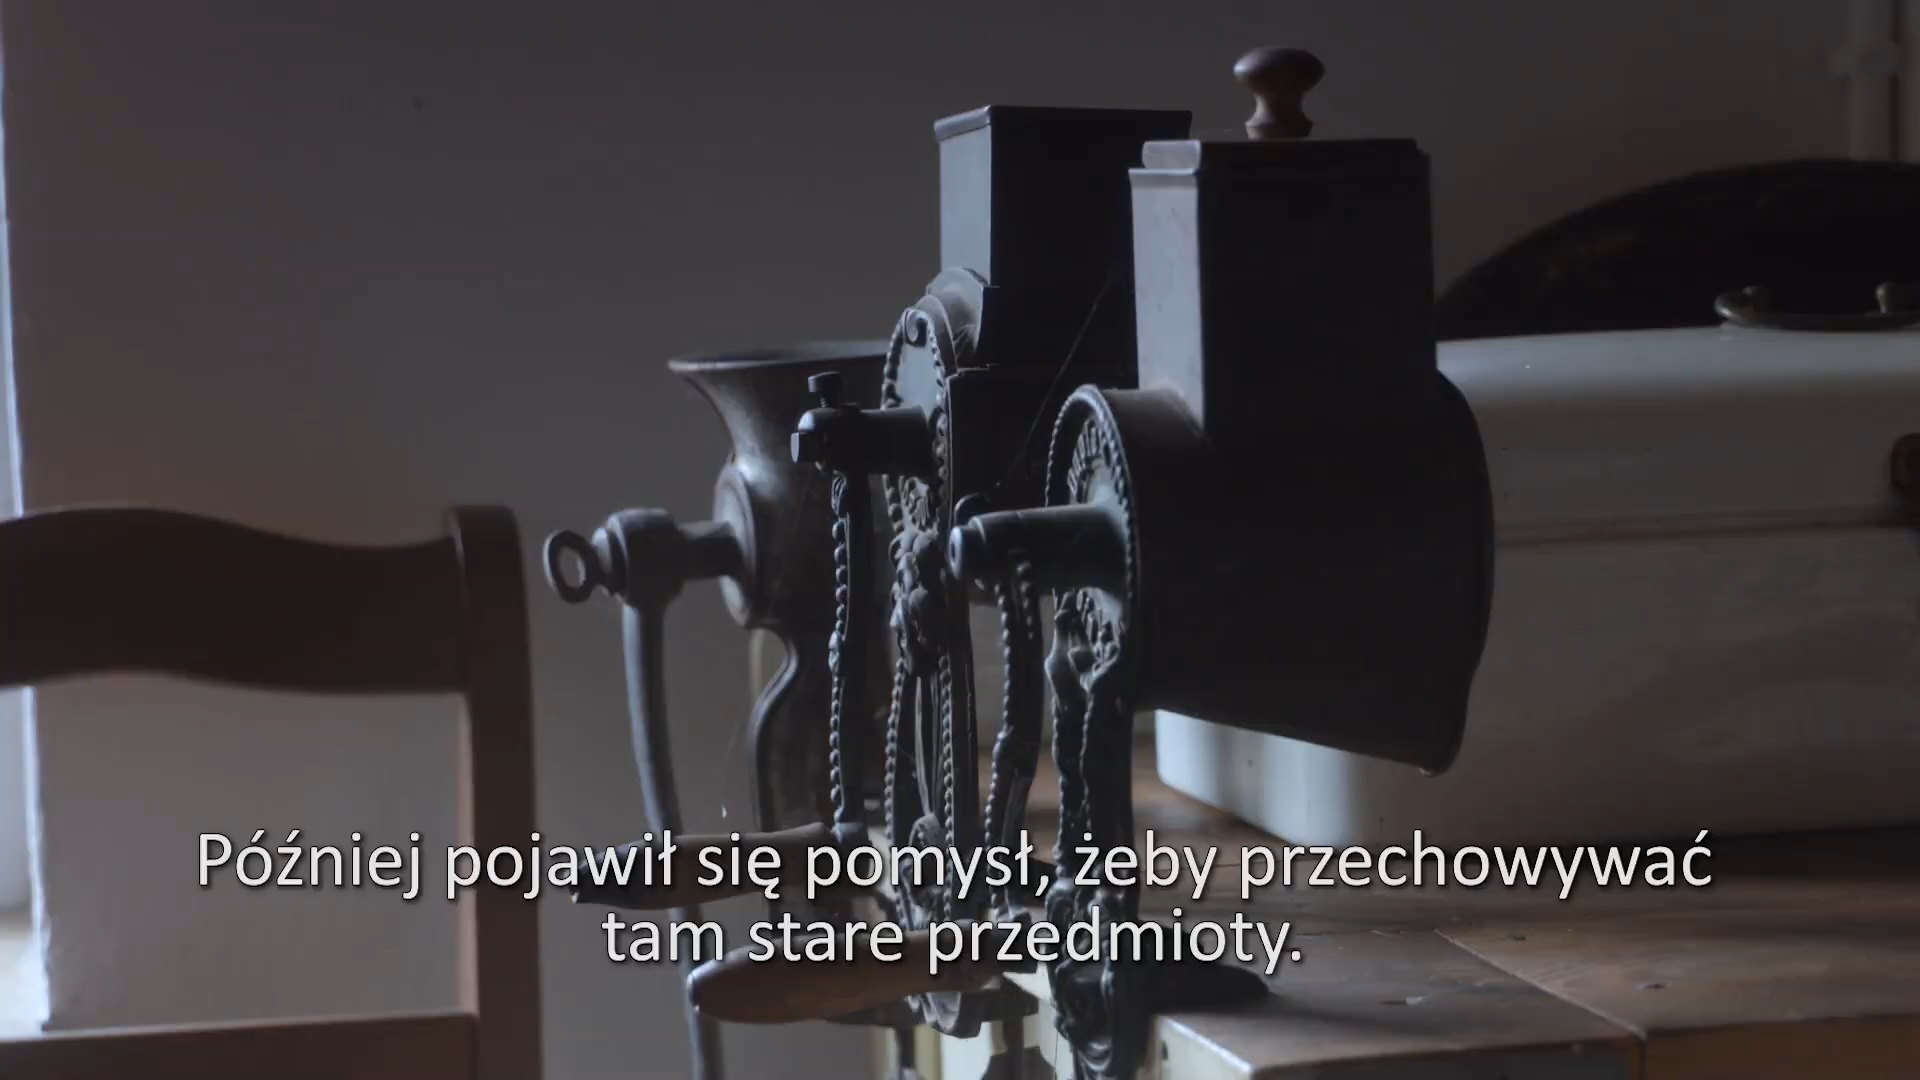 Później pojawił się pomysł, żeby przechowywać
tam stare przedmioty.